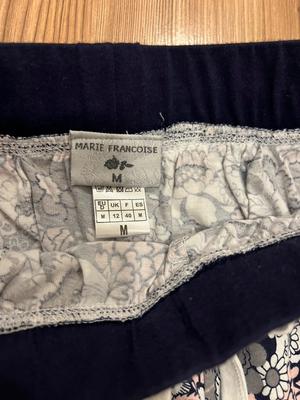 MARIE FRANCOISE
M
EU D UK F ES
M 12 40 M
M